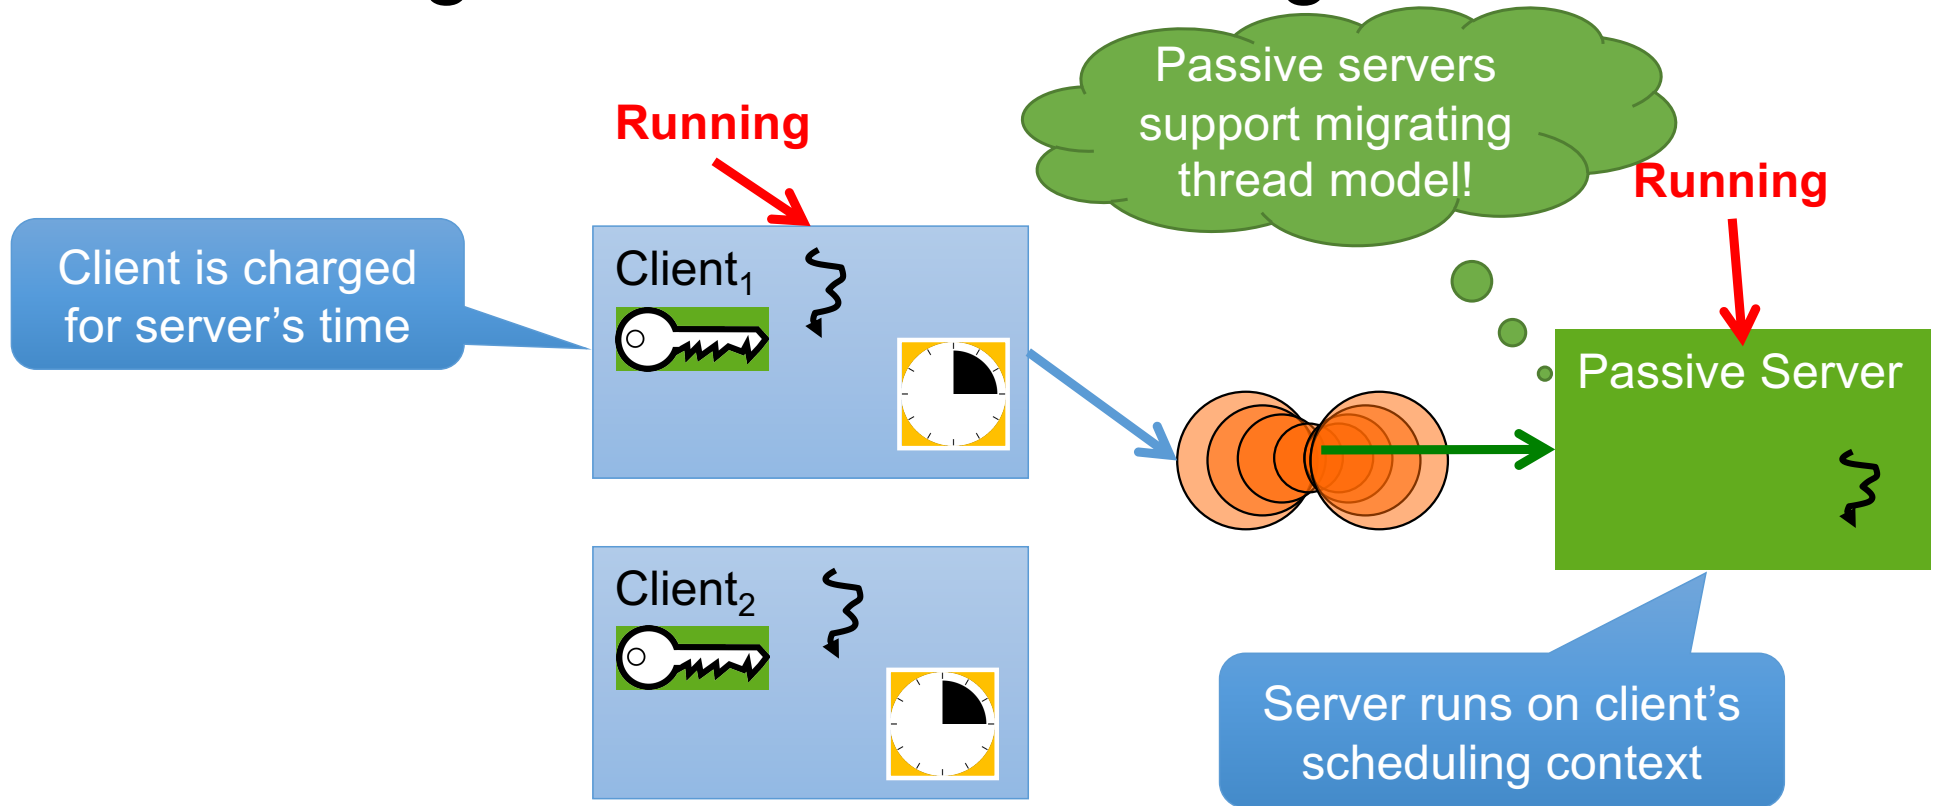 Passive servers
support migrating
thread model!
Running
Running
Client is charged
for server’s time
Client₁
Passive Server
Client₂
Server runs on client’s
scheduling context